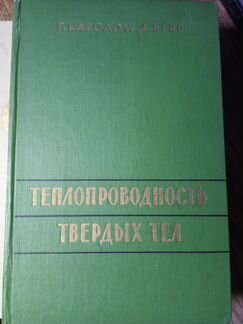 Г. КАРСЛОУ, Д. ЕГЕР
ТЕПЛОПРОВОДНОСТЬ
ТВЕРДЫХ ТЕЛ